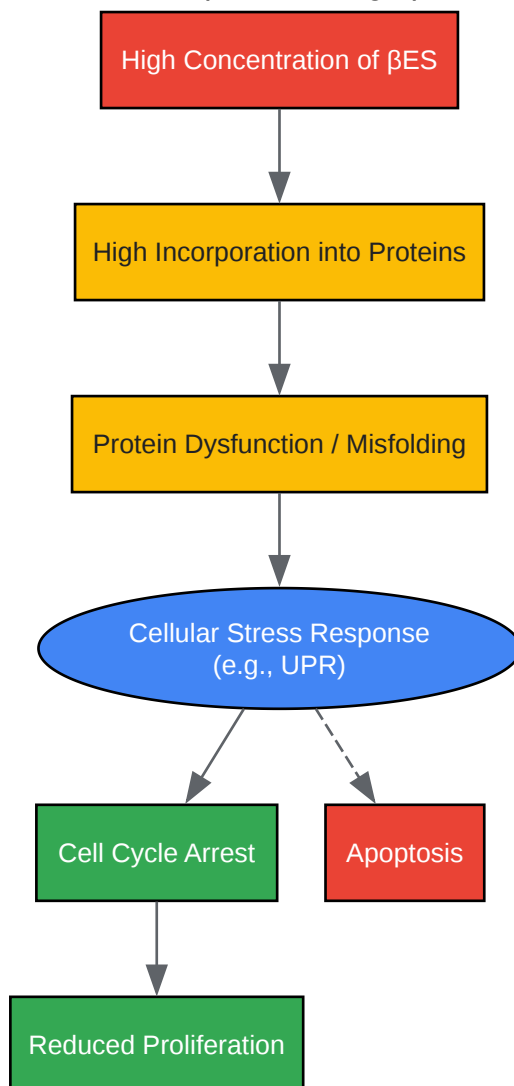 High Concentration of βES
High Incorporation into Proteins
Protein Dysfunction / Misfolding
Cellular Stress Response
(e.g., UPR)
Cell Cycle Arrest
Apoptosis
Reduced Proliferation